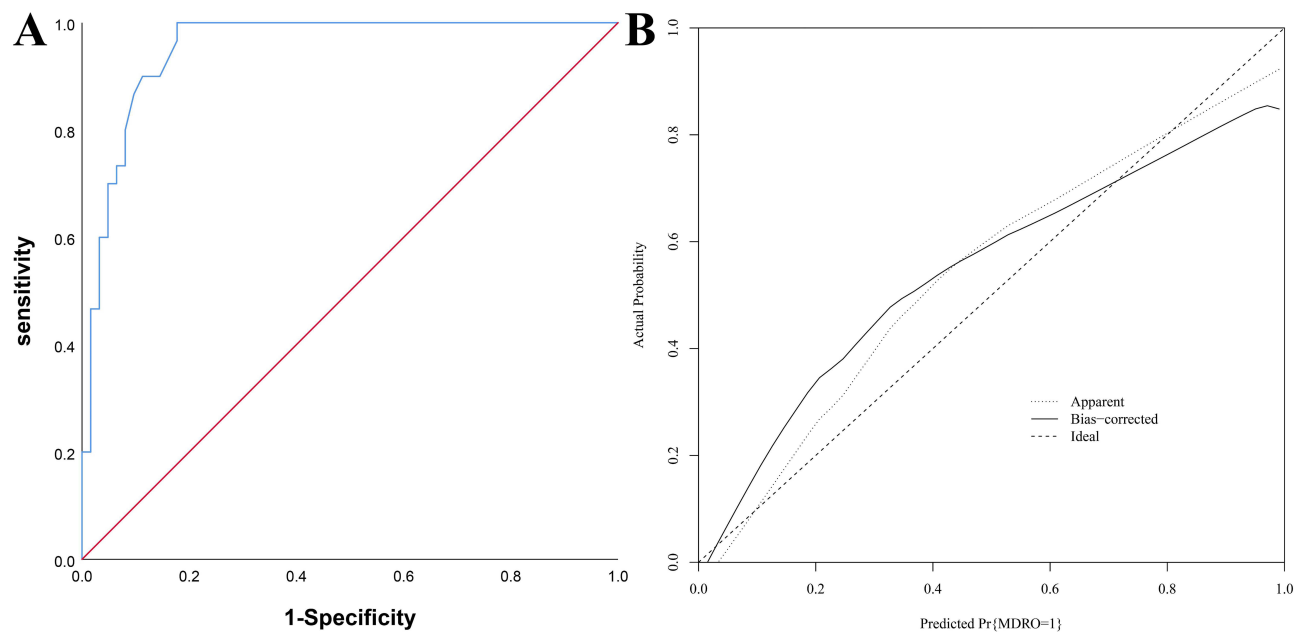 A
1.0
0.8
0.6
0.4
0.2
0.0
sensitivity
0.0 0.2 0.4 0.6 0.8 1.0
1-Specificity
B
1.0
0.8
0.6
0.4
0.2
0.0
Actual Probability
Apparent
Bias−corrected
Ideal
0.0 0.2 0.4 0.6 0.8 1.0
Predicted Pr{MDRO=1}